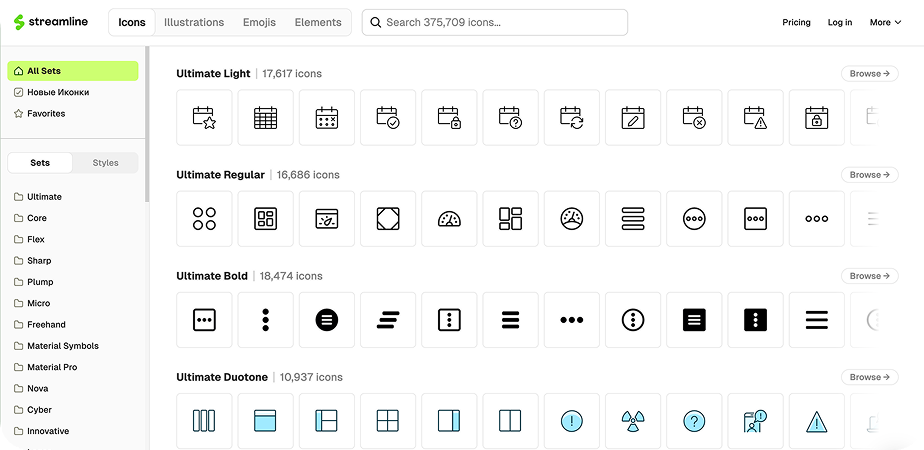 streamline
Icons
Illustrations
Emojis
Elements
Search 375,709 icons...
Pricing
Log in
More
All Sets
Новые Иконки
Favorites
Sets
Styles
Ultimate
Core
Flex
Sharp
Plump
Micro
Freehand
Material Symbols
Material Pro
Nova
Cyber
Innovative
Ultimate Light | 17,617 icons
Browse →
Ultimate Regular | 16,686 icons
Browse →
Ultimate Bold | 18,474 icons
Browse →
Ultimate Duotone | 10,937 icons
Browse →